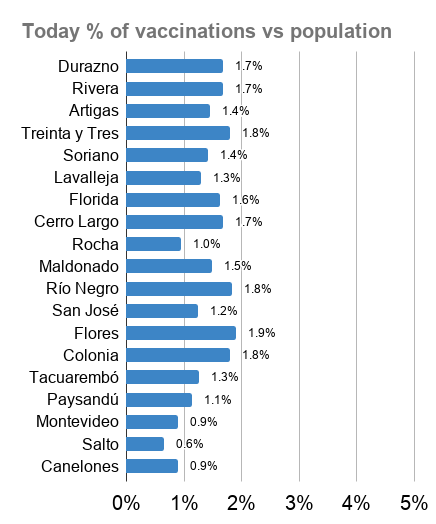 Today % of vaccinations vs population
Durazno 1.7%
Rivera 1.7%
Artigas 1.4%
Treinta y Tres 1.8%
Soriano 1.4%
Lavalleja 1.3%
Florida 1.6%
Cerro Largo 1.7%
Rocha 1.0%
Maldonado 1.5%
Río Negro 1.8%
San José 1.2%
Flores 1.9%
Colonia 1.8%
Tacuarembó 1.3%
Paysandú 1.1%
Montevideo 0.9%
Salto 0.6%
Canelones 0.9%
0% 1% 2% 3% 4% 5%